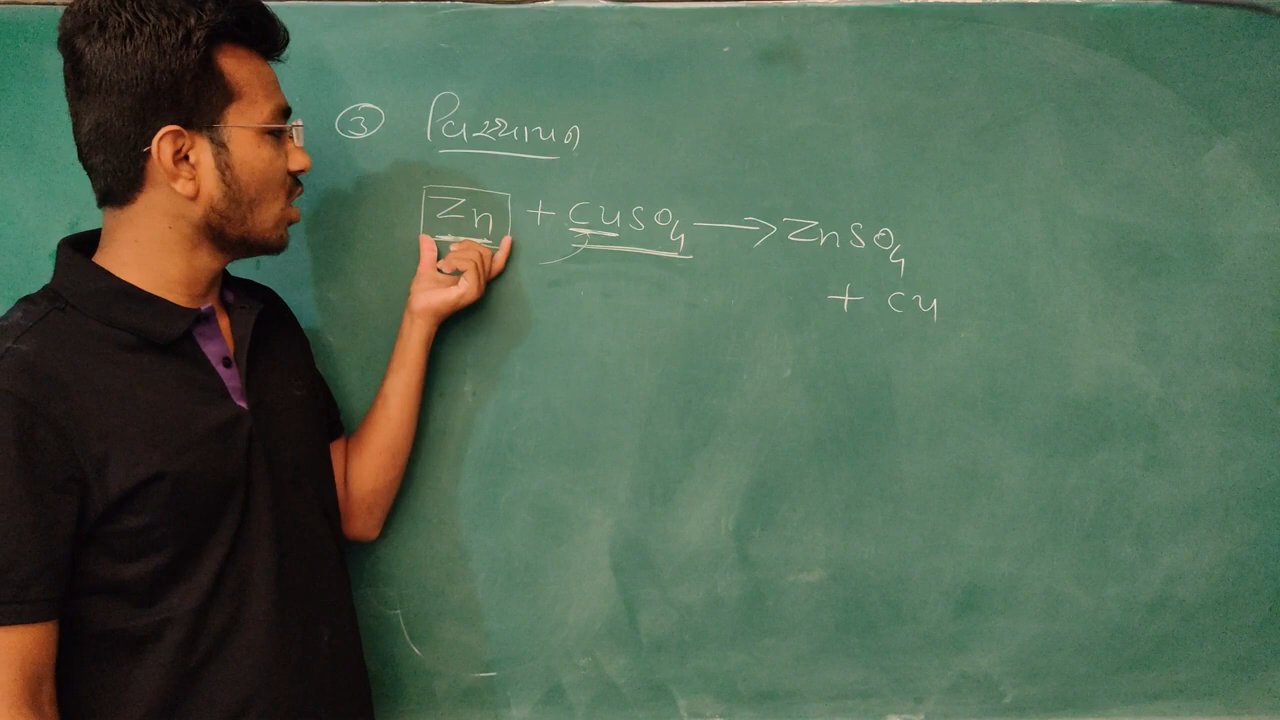 ③ વિસ્થાપન
Zn + CuSO₄ ⟶ ZnSO₄
+ Cu